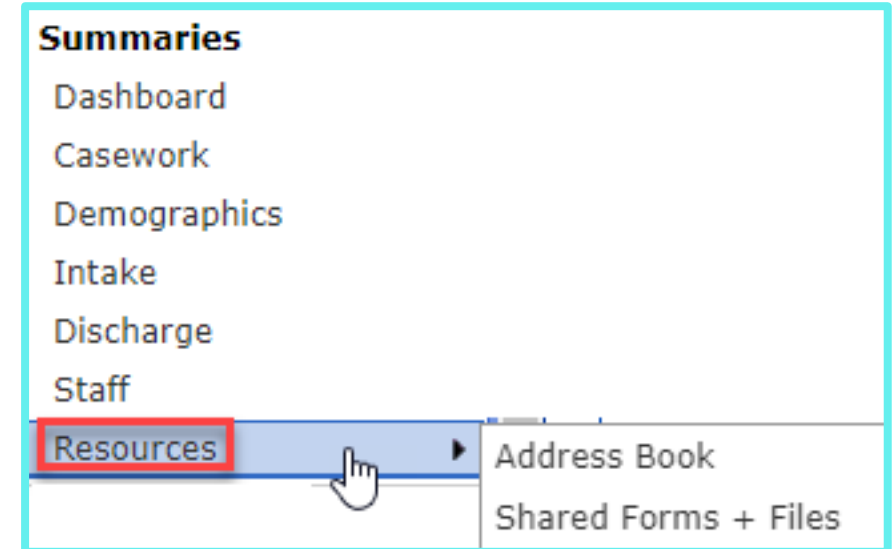 Summaries
Dashboard
Casework
Demographics
Intake
Discharge
Staff
Resources
Address Book
Shared Forms + Files